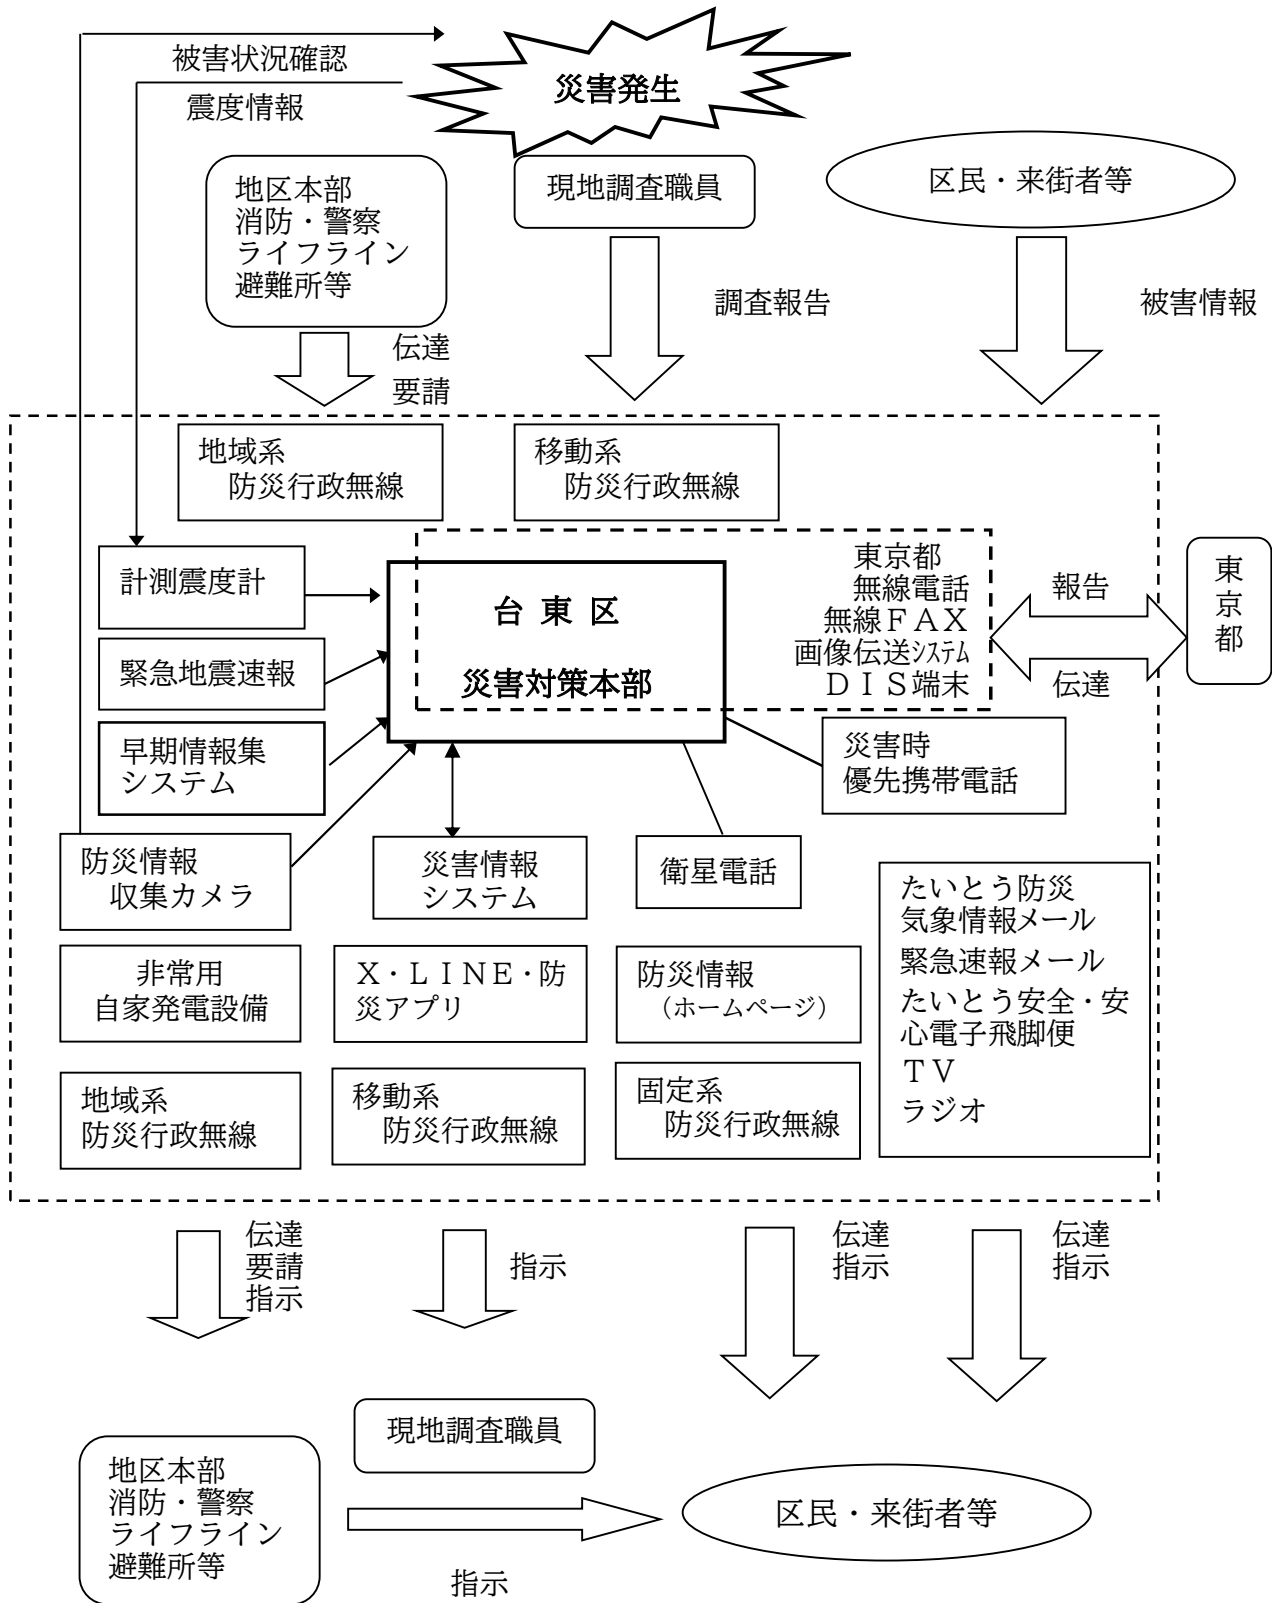 災害発生
被害状況確認
震度情報
地区本部
消防・警察
ライフライン
避難所等
現地調査職員
区民・来街者等
伝達
要請
調査報告
被害情報
地域系
防災行政無線
移動系
防災行政無線
計測震度計
緊急地震速報
早期情報集
システム
台 東 区
災害対策本部
東京都
無線電話
無線ＦＡＸ
画像伝送ｼｽﾃﾑ
ＤＩＳ端末
報告
伝達
東
京
都
災害時
優先携帯電話
防災情報
収集カメラ
災害情報
システム
衛星電話
たいとう防災
気象情報メール
緊急速報メール
たいとう安全・安
心電子飛脚便
ＴＶ
ラジオ
非常用
自家発電設備
Ｘ・ＬＩＮＥ・防
災アプリ
防災情報
（ホームページ）
地域系
防災行政無線
移動系
防災行政無線
固定系
防災行政無線
伝達
要請
指示
指示
伝達
指示
伝達
指示
現地調査職員
地区本部
消防・警察
ライフライン
避難所等
指示
区民・来街者等